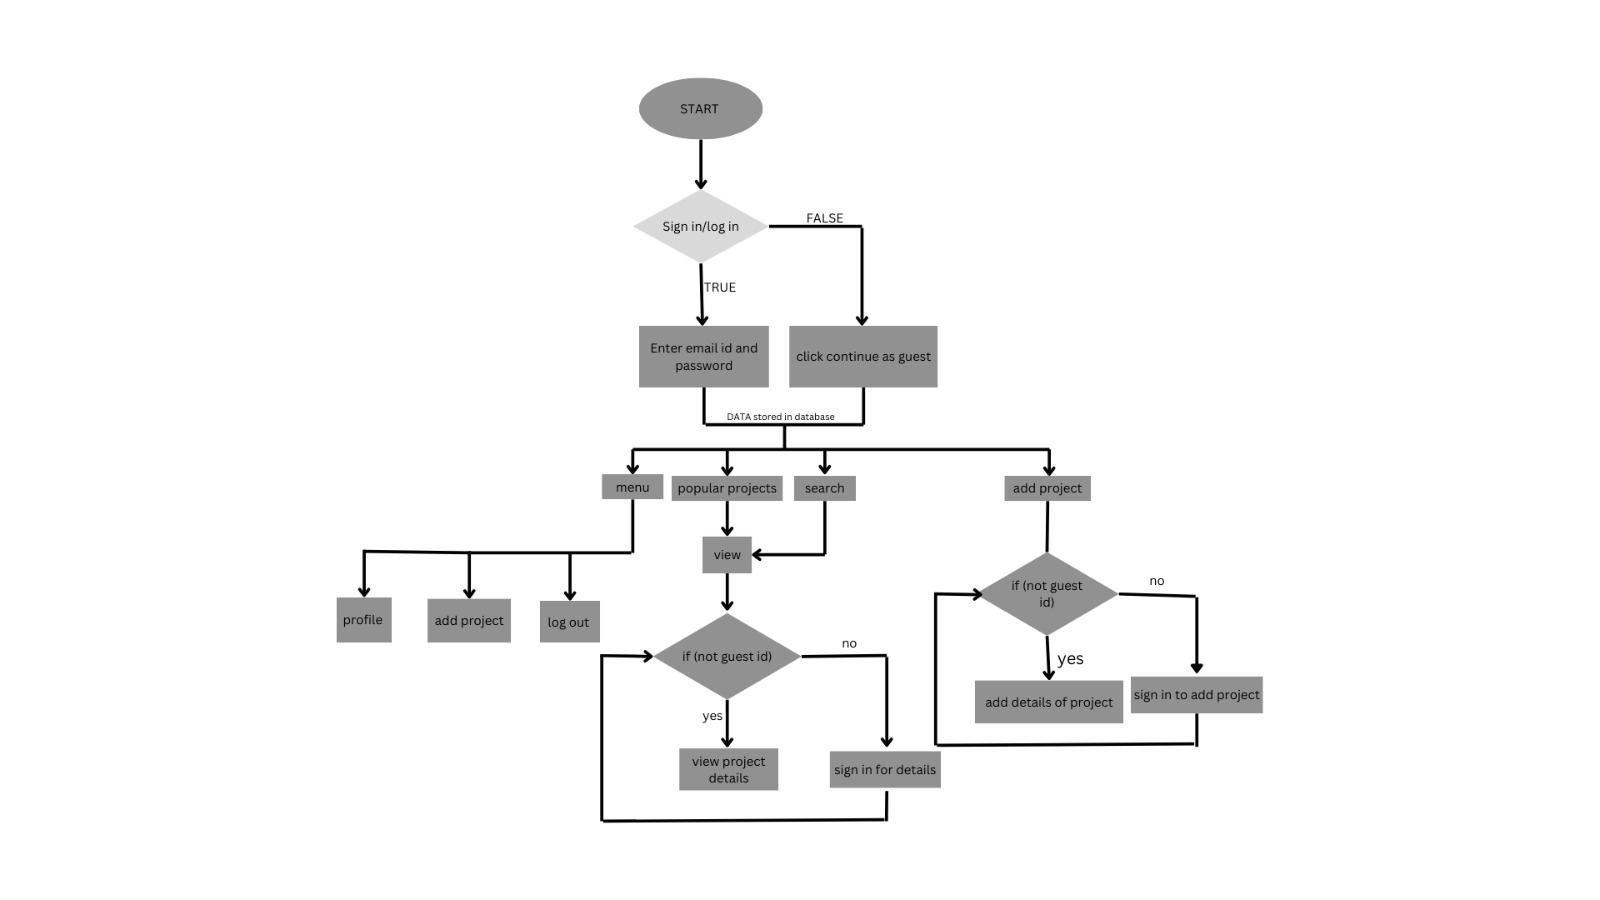 START
Sign in/log in
FALSE
TRUE
Enter email id and
password
click continue as guest
DATA stored in database
menu
popular projects
search
add project
view
profile
add project
log out
if (not guest id)
no
yes
view project
details
sign in for details
if (not guest
id)
no
yes
add details of project
sign in to add project